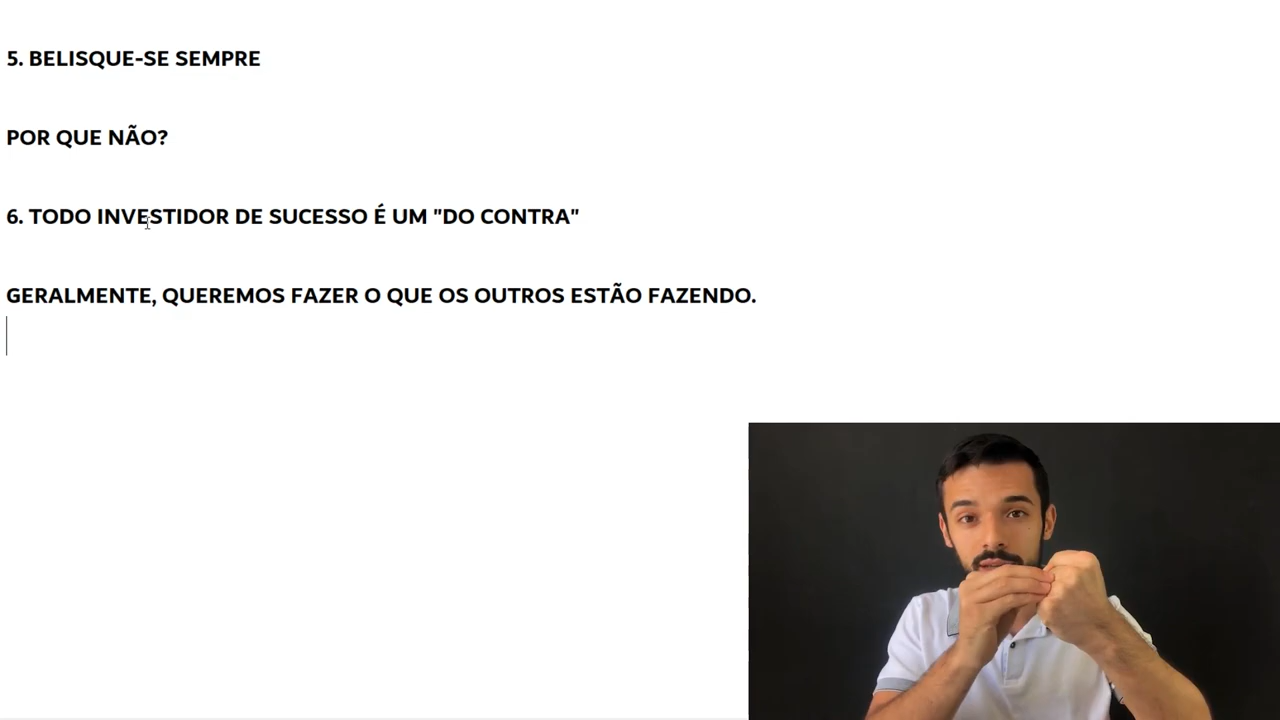 5. BELISQUE-SE SEMPRE
POR QUE NÃO?
6. TODO INVESTIDOR DE SUCESSO É UM "DO CONTRA"
GERALMENTE, QUEREMOS FAZER O QUE OS OUTROS ESTÃO FAZENDO.